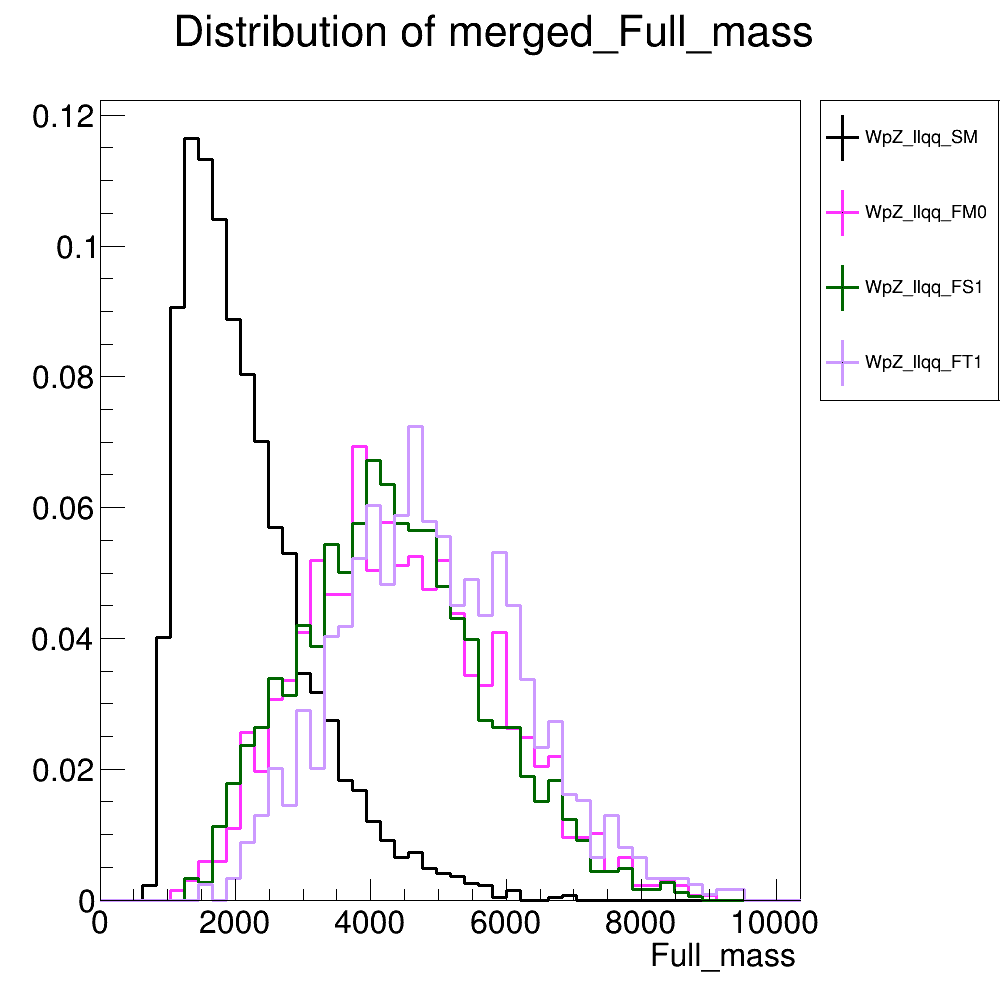 Distribution of merged_Full_mass
0.12
0.1
0.08
0.06
0.04
0.02
0
0 2000 4000 6000 8000 10000
Full_mass
WpZ_llqq_SM
WpZ_llqq_FM0
WpZ_llqq_FS1
WpZ_llqq_FT1